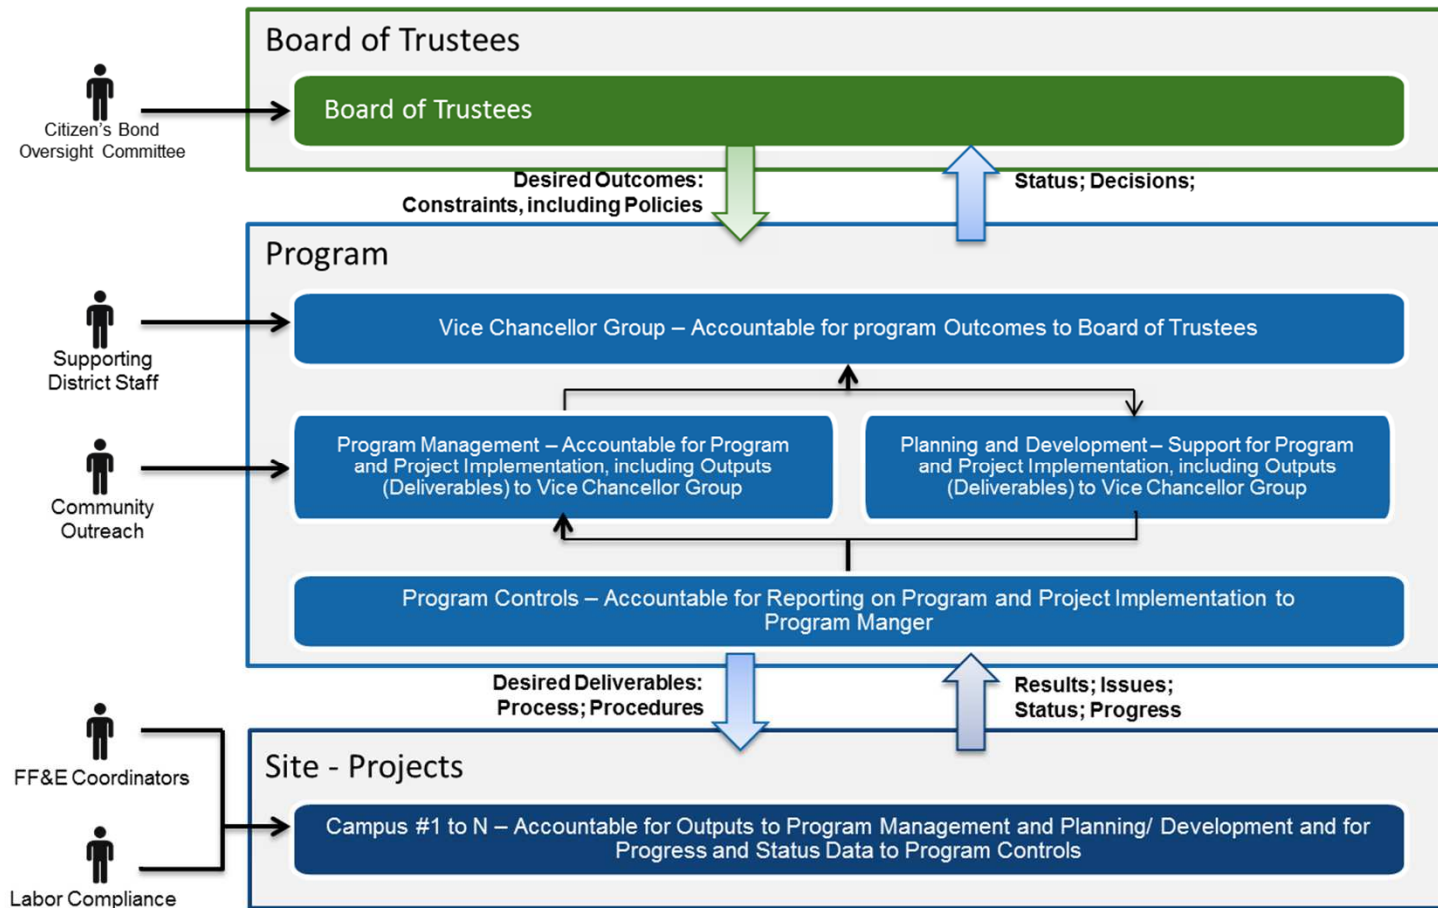 Board of Trustees
Board of Trustees
Citizen's Bond
Oversight Committee
Desired Outcomes:
Constraints, including Policies
Status; Decisions;
Program
Vice Chancellor Group – Accountable for program Outcomes to Board of Trustees
Supporting
District Staff
Program Management – Accountable for Program
and Project Implementation, including Outputs
(Deliverables) to Vice Chancellor Group
Planning and Development – Support for Program
and Project Implementation, including Outputs
(Deliverables) to Vice Chancellor Group
Community
Outreach
Program Controls – Accountable for Reporting on Program and Project Implementation to
Program Manger
Desired Deliverables:
Process; Procedures
Results; Issues;
Status; Progress
Site - Projects
FF&E Coordinators
Campus #1 to N – Accountable for Outputs to Program Management and Planning/ Development and for
Progress and Status Data to Program Controls
Labor Compliance